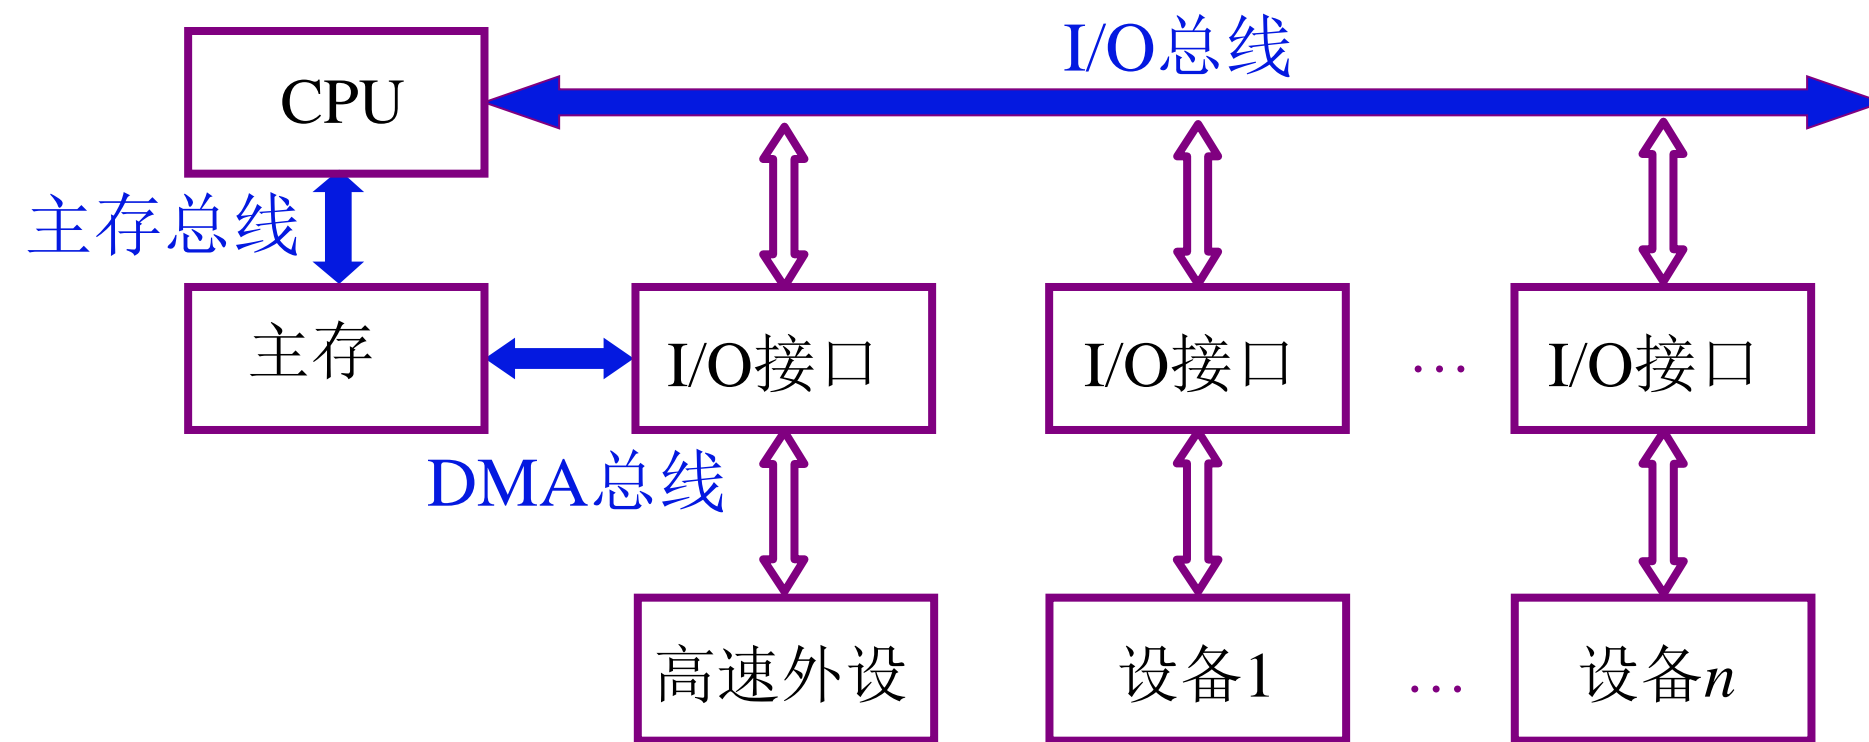 I/O总线
CPU
主存总线
主存
I/O接口
I/O接口
…
I/O接口
DMA总线
高速外设
设备1
…
设备n